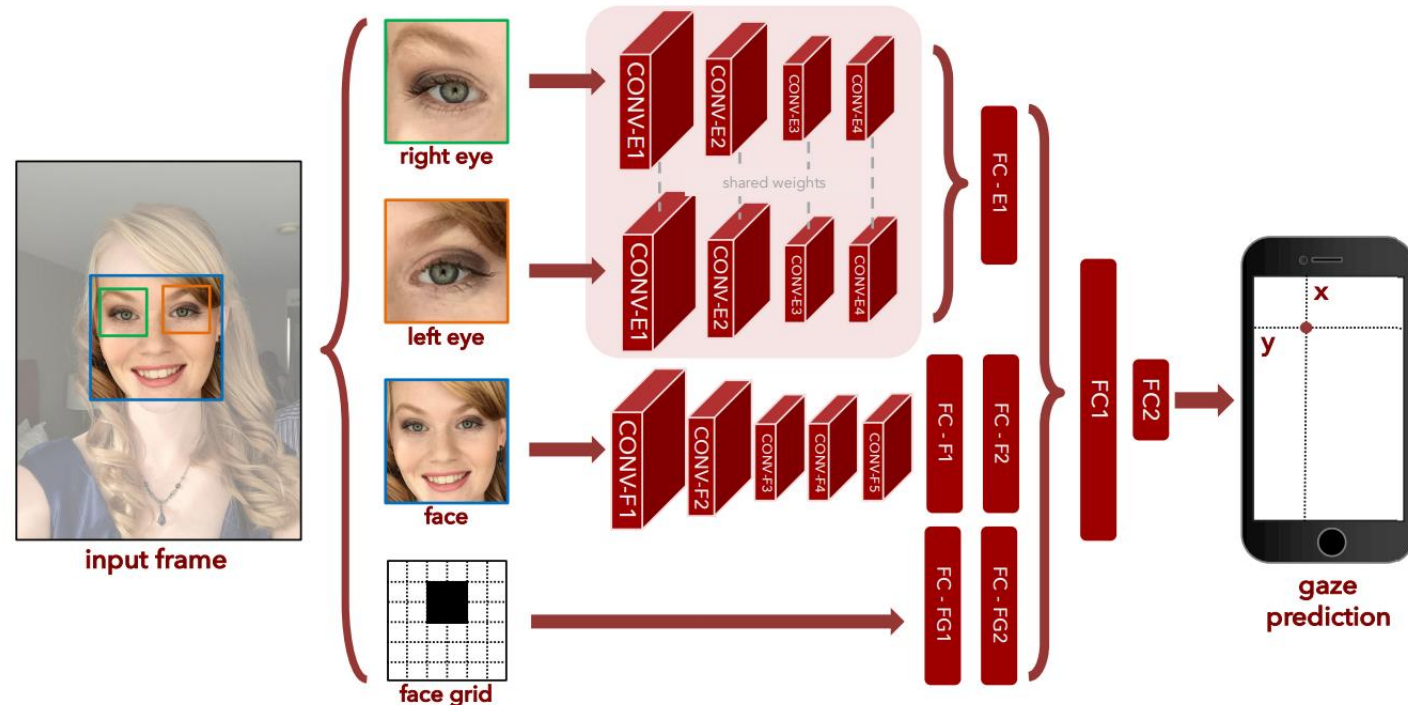 input frame
right eye
left eye
face
face grid
CONV-E1
CONV-E2
CONV-E3
CONV-E4
shared weights
CONV-E1
CONV-E2
CONV-E3
CONV-E4
CONV-F1
CONV-F2
CONV-F3
CONV-F4
CONV-F5
FC - E1
FC - F1
FC - F2
FC - FG1
FC - FG2
FC1
FC2
x
y
gaze
prediction